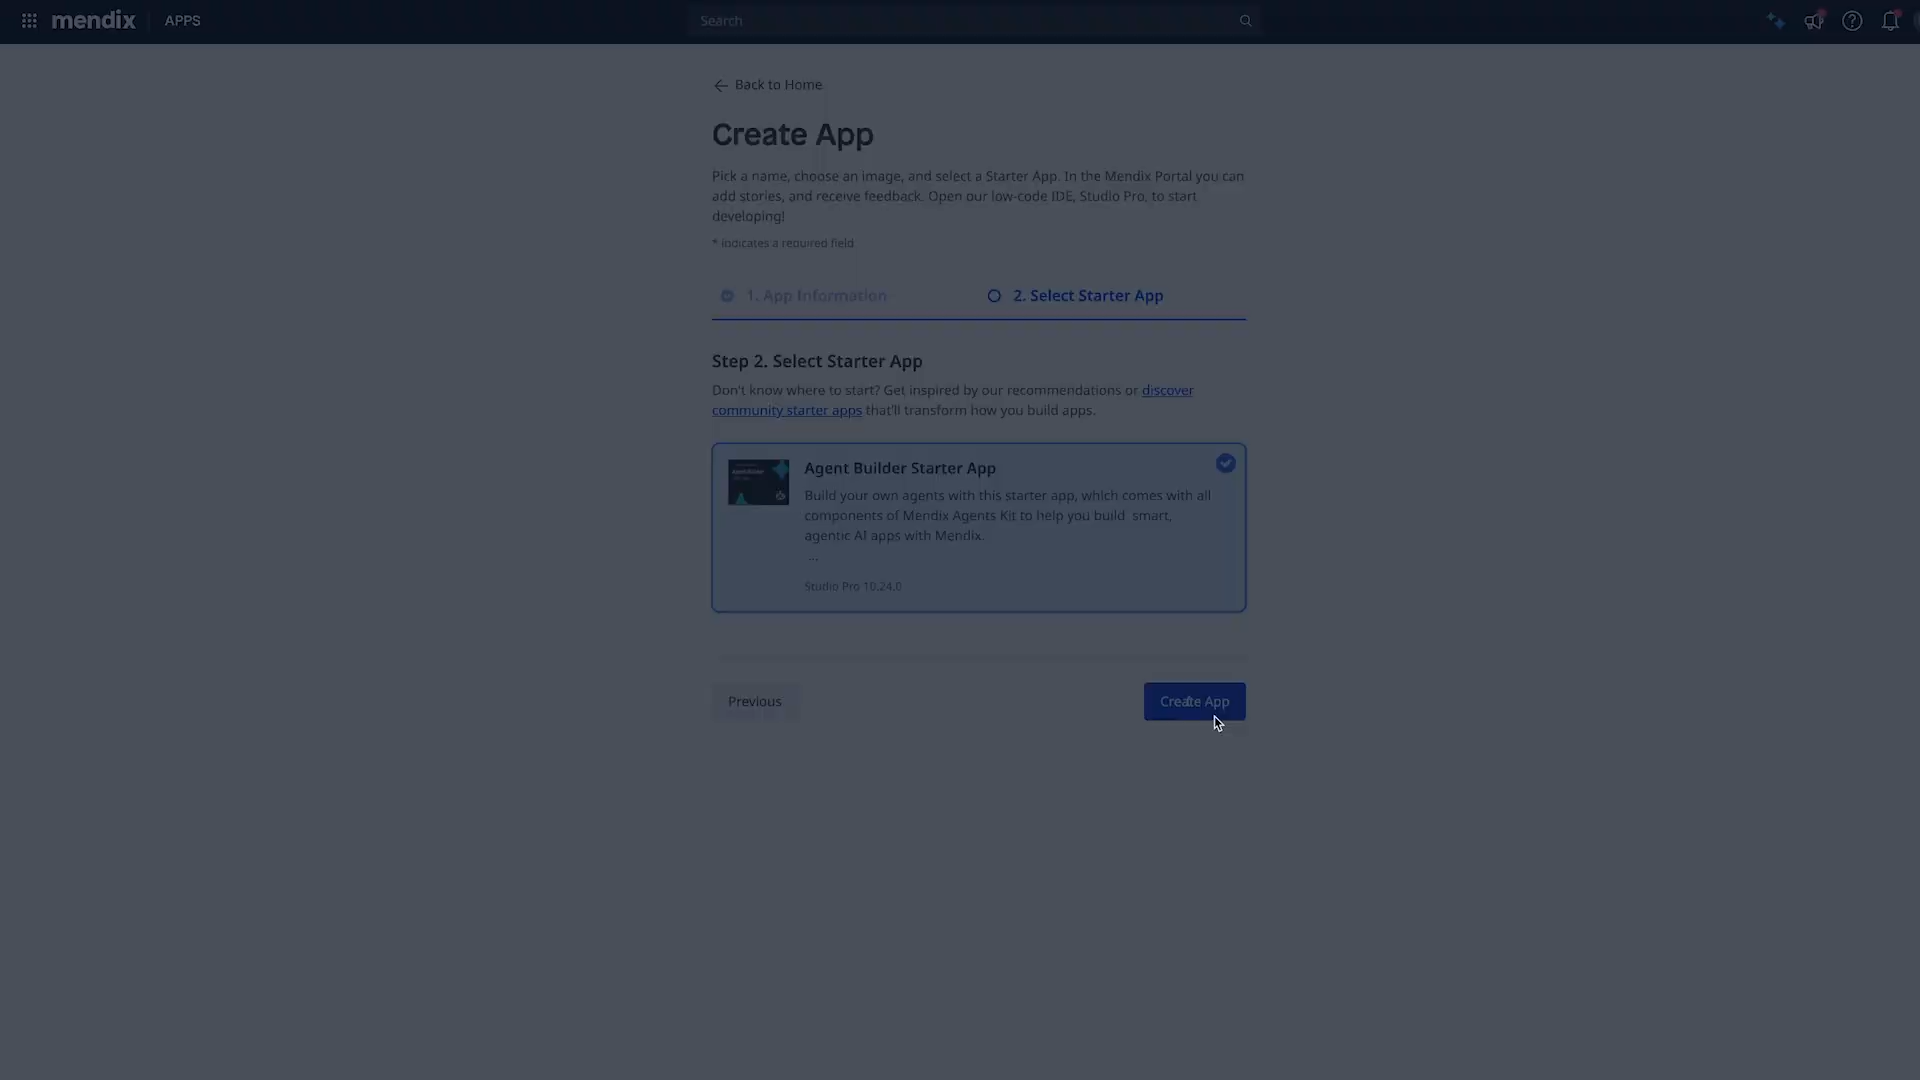 mendix APPS Search
Back to Home
Create App
Pick a name, choose an image, and select a Starter App. In the Mendix Portal you can
add stories, and receive feedback. Open our low-code IDE, Studio Pro, to start
developing!
* indicates a required field
1. App Information 2. Select Starter App
Step 2. Select Starter App
Don't know where to start? Get inspired by our recommendations or discover
community starter apps that'll transform how you build apps.
Agent Builder Starter App
Build your own agents with this starter app, which comes with all
components of Mendix Agents Kit to help you build smart,
agentic AI apps with Mendix.
...
Studio Pro 10.24.0
Previous Create App